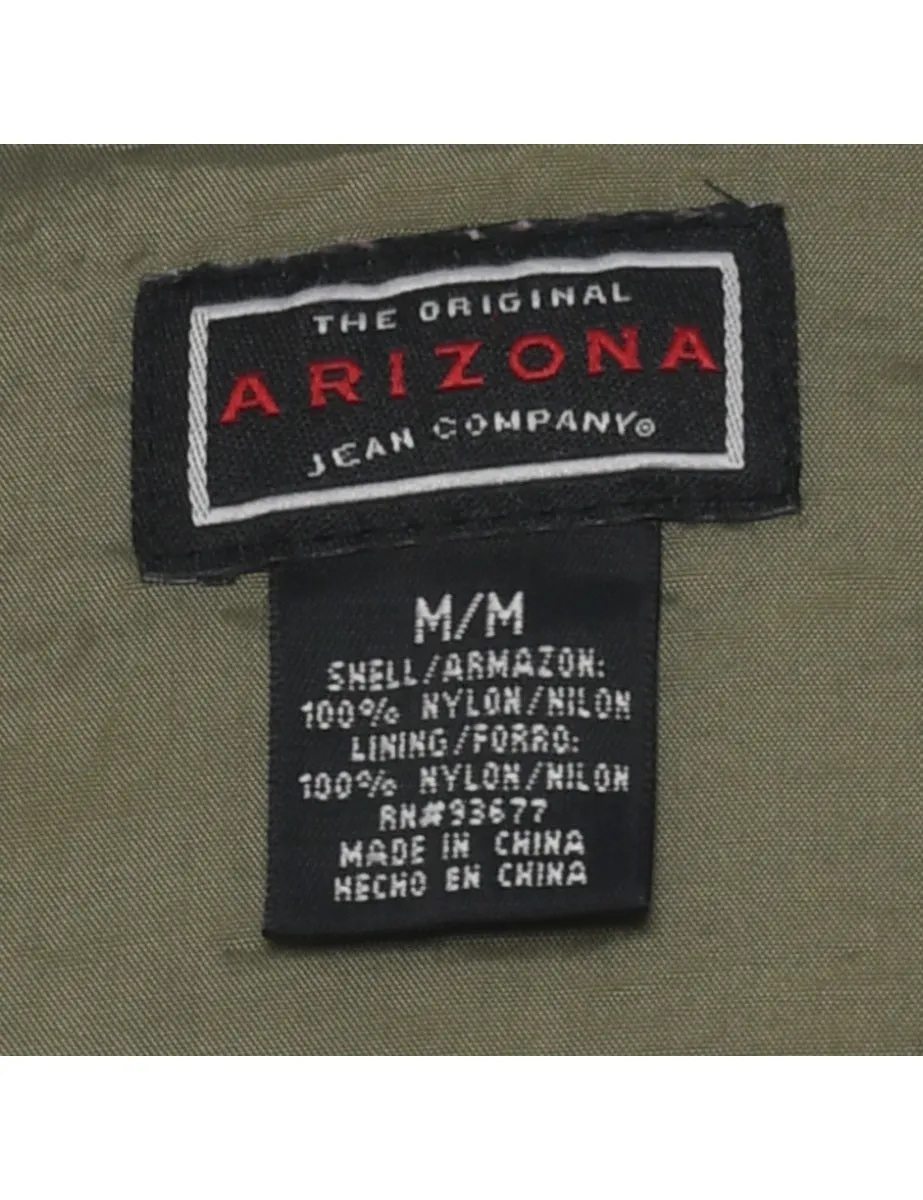 THE ORIGINAL
ARIZONA
JEAN COMPANY®
M/M
SHELL/ARMAZON:
100% NYLON/NILON
LINING/FORRO:
100% NYLON/NILON
RN#93677
MADE IN CHINA
HECHO EN CHINA